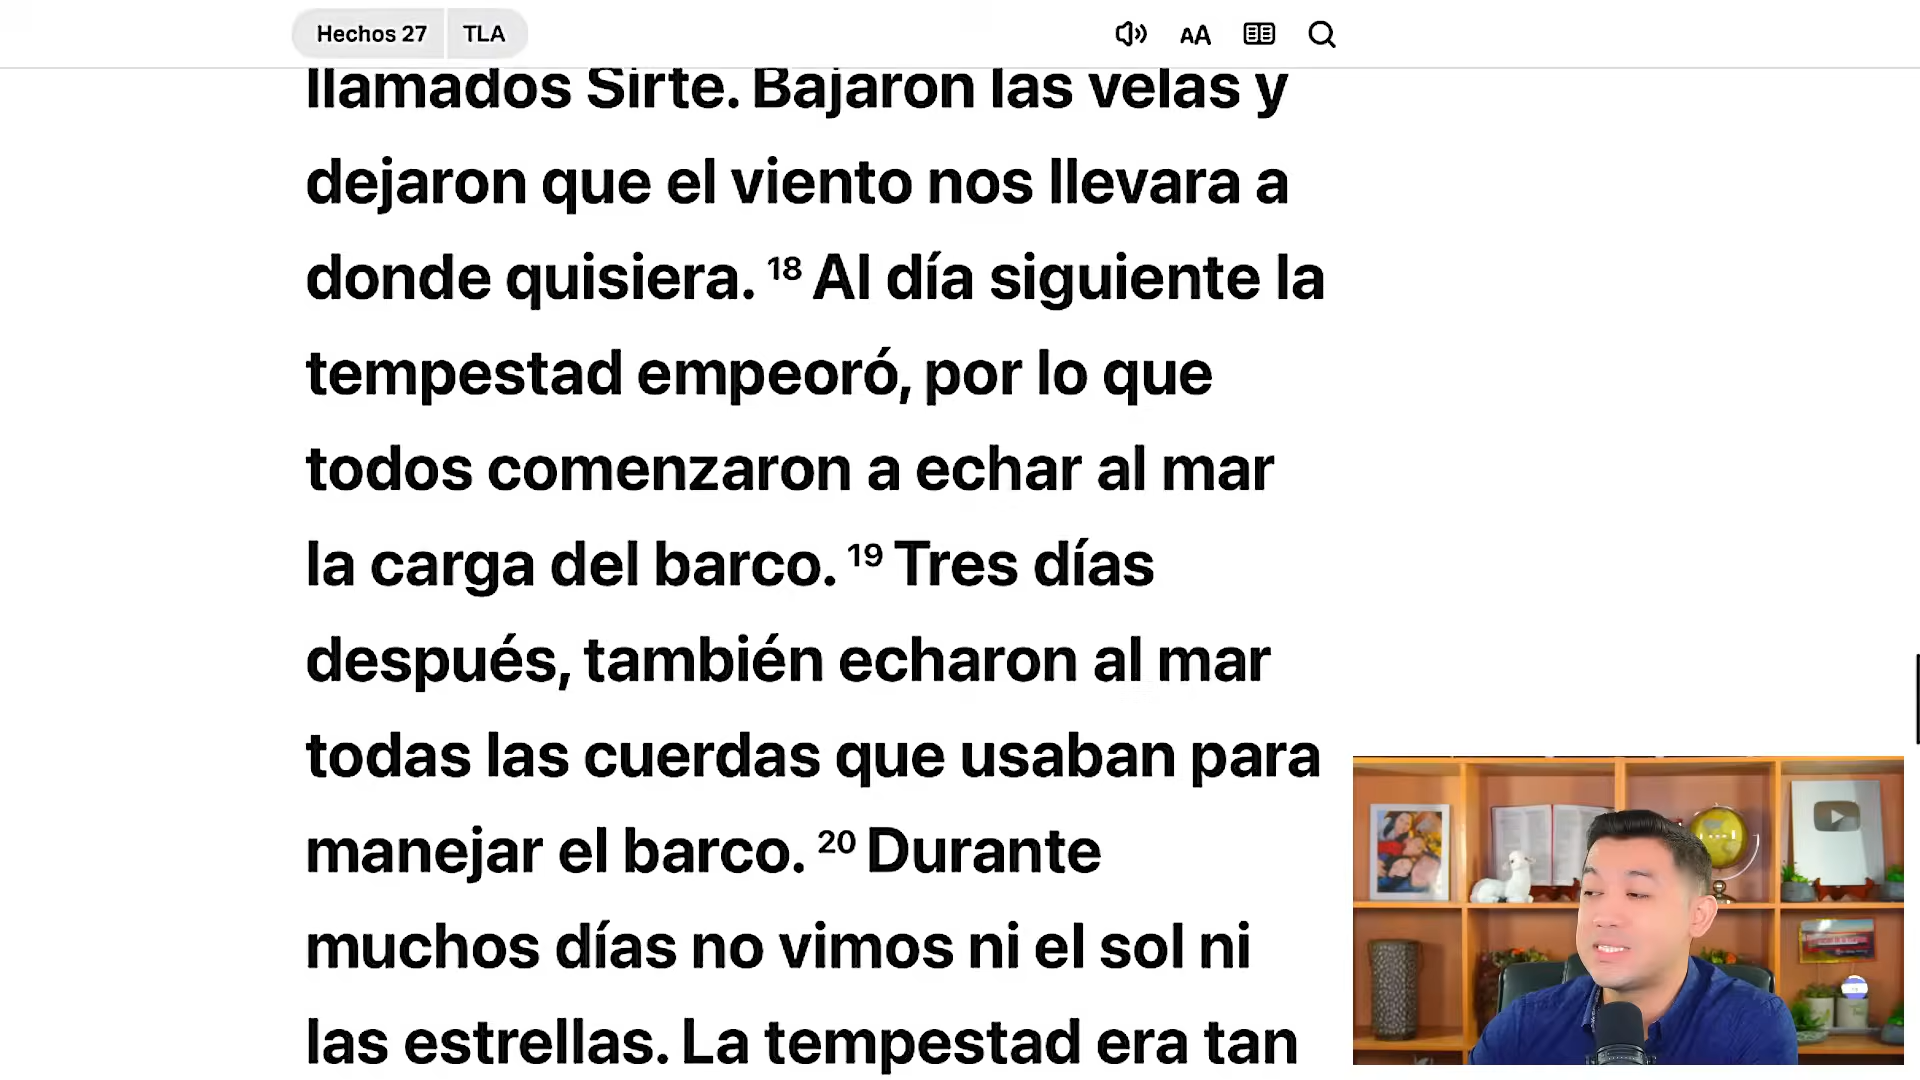 Hechos 27 TLA AA
llamados Sirte. Bajaron las velas y
dejaron que el viento nos llevara a
donde quisiera. 18 Al día siguiente la
tempestad empeoró, por lo que
todos comenzaron a echar al mar
la carga del barco. 19 Tres días
después, también echaron al mar
todas las cuerdas que usaban para
manejar el barco. 20 Durante
muchos días no vimos ni el sol ni
las estrellas. La tempestad era tan